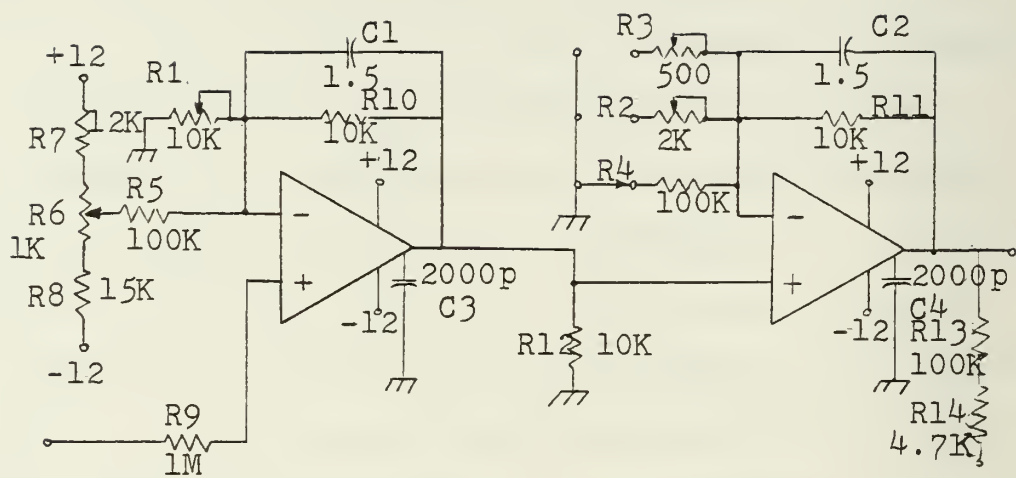 +12
R7
12K
R6
1K
R8
15K
-12
R1
10K
R5
100K
C1
1.5
R10
10K
-
+
+12
-12
2000p
C3
R9
1M
R12
10K
R3
500
R2
2K
R4
100K
C2
1.5
R11
10K
-
+
+12
-12
2000p
C4
R13
100K
R14
4.7K